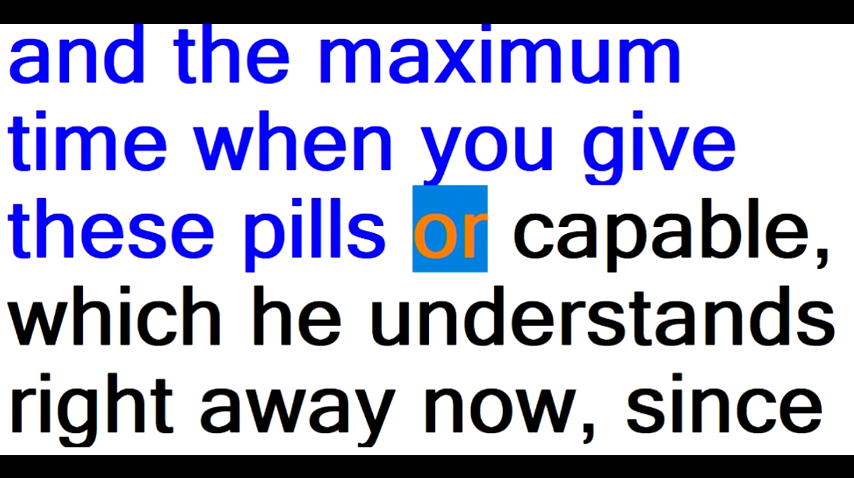 and the maximum
time when you give
these pills or capable,
which he understands
right away now, since